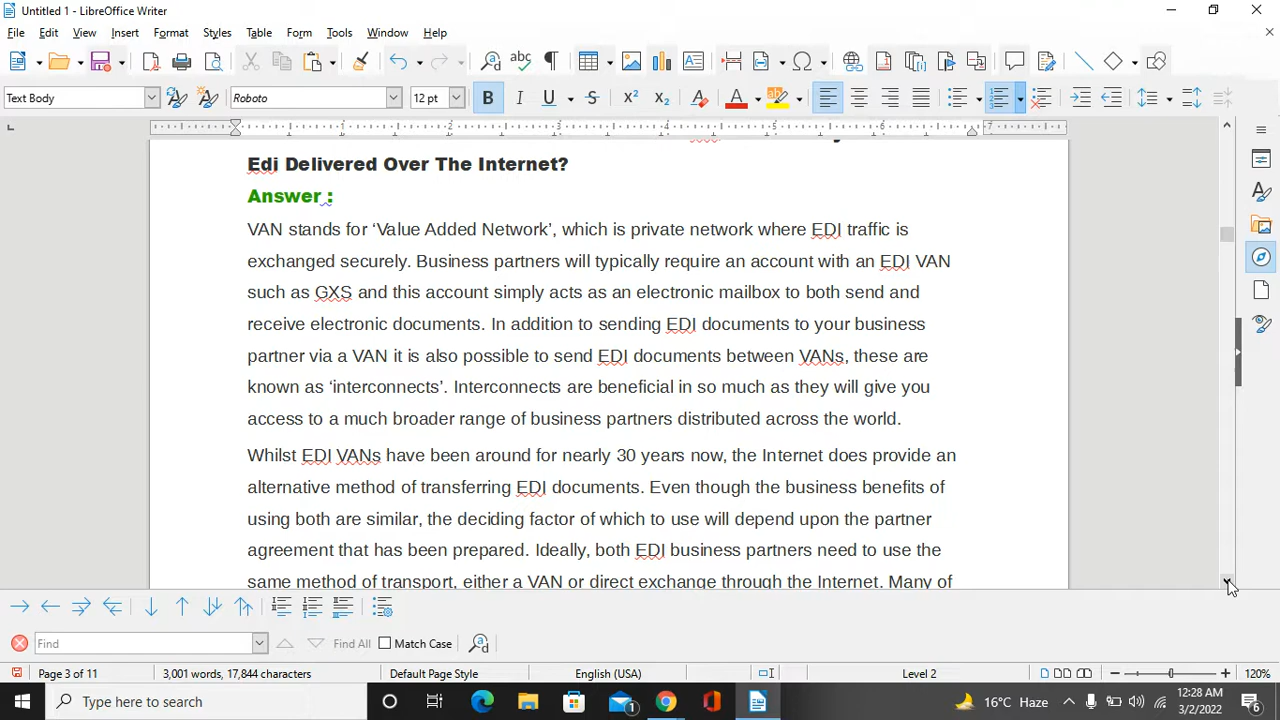 Untitled 1 - LibreOffice Writer
File Edit View Insert Format Styles Table Form Tools Window Help
Text Body Roboto 12 pt
Edi Delivered Over The Internet?
Answer :
VAN stands for ‘Value Added Network’, which is private network where EDI traffic is
exchanged securely. Business partners will typically require an account with an EDI VAN
such as GXS and this account simply acts as an electronic mailbox to both send and
receive electronic documents. In addition to sending EDI documents to your business
partner via a VAN it is also possible to send EDI documents between VANs, these are
known as ‘interconnects’. Interconnects are beneficial in so much as they will give you
access to a much broader range of business partners distributed across the world.
Whilst EDI VANs have been around for nearly 30 years now, the Internet does provide an
alternative method of transferring EDI documents. Even though the business benefits of
using both are similar, the deciding factor of which to use will depend upon the partner
agreement that has been prepared. Ideally, both EDI business partners need to use the
same method of transport, either a VAN or direct exchange through the Internet. Many of
Find Find All Match Case
Page 3 of 11 3,001 words, 17,844 characters Default Page Style English (USA) Level 2 120%
Type here to search 1 16°C Haze 12:28 AM
3/2/2022 6